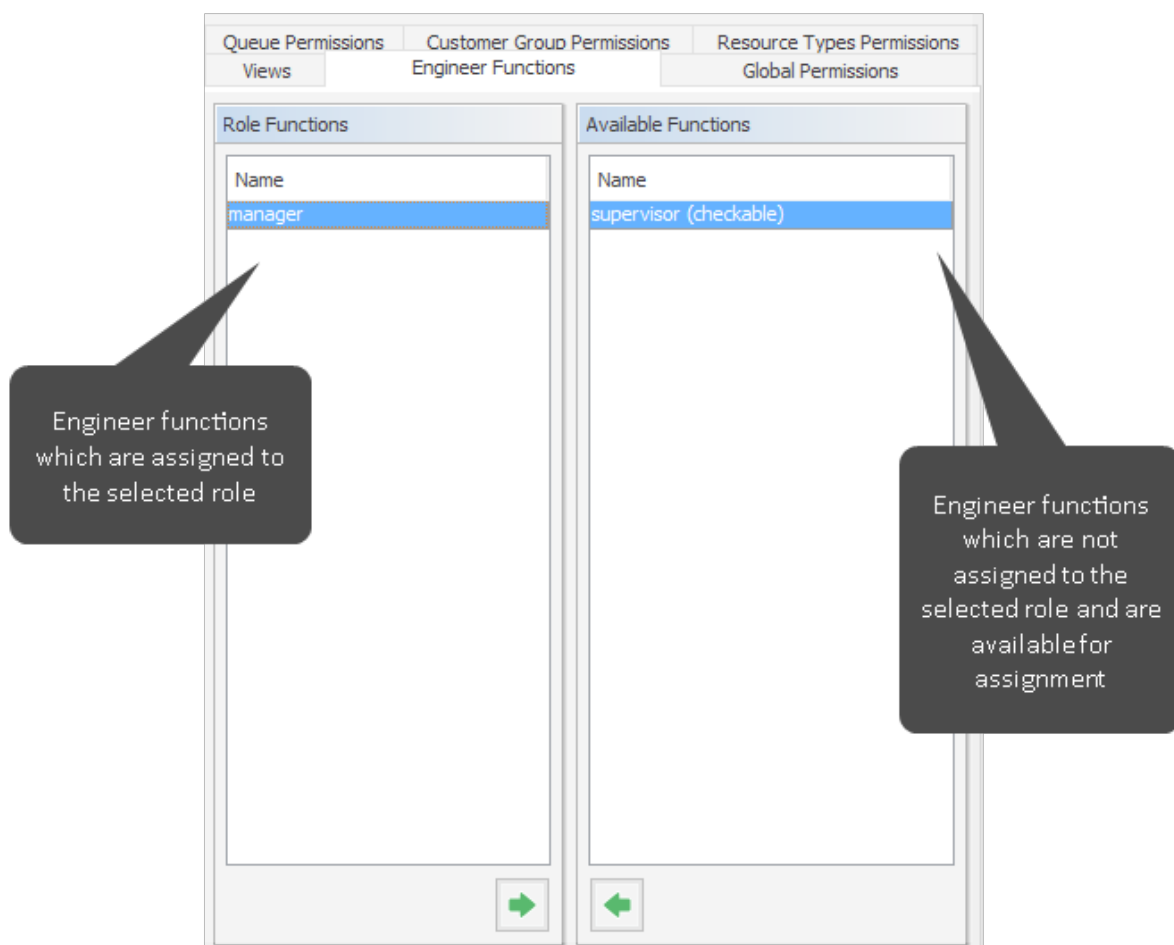 Queue Permissions
Customer Group Permissions
Resource Types Permissions
Views
Engineer Functions
Global Permissions
Role Functions
Available Functions
Name
Name
manager
supervisor (checkable)
Engineer functions
which are assigned to
the selected role
Engineer functions
which are not
assigned to the
selected role and are
available for
assignment